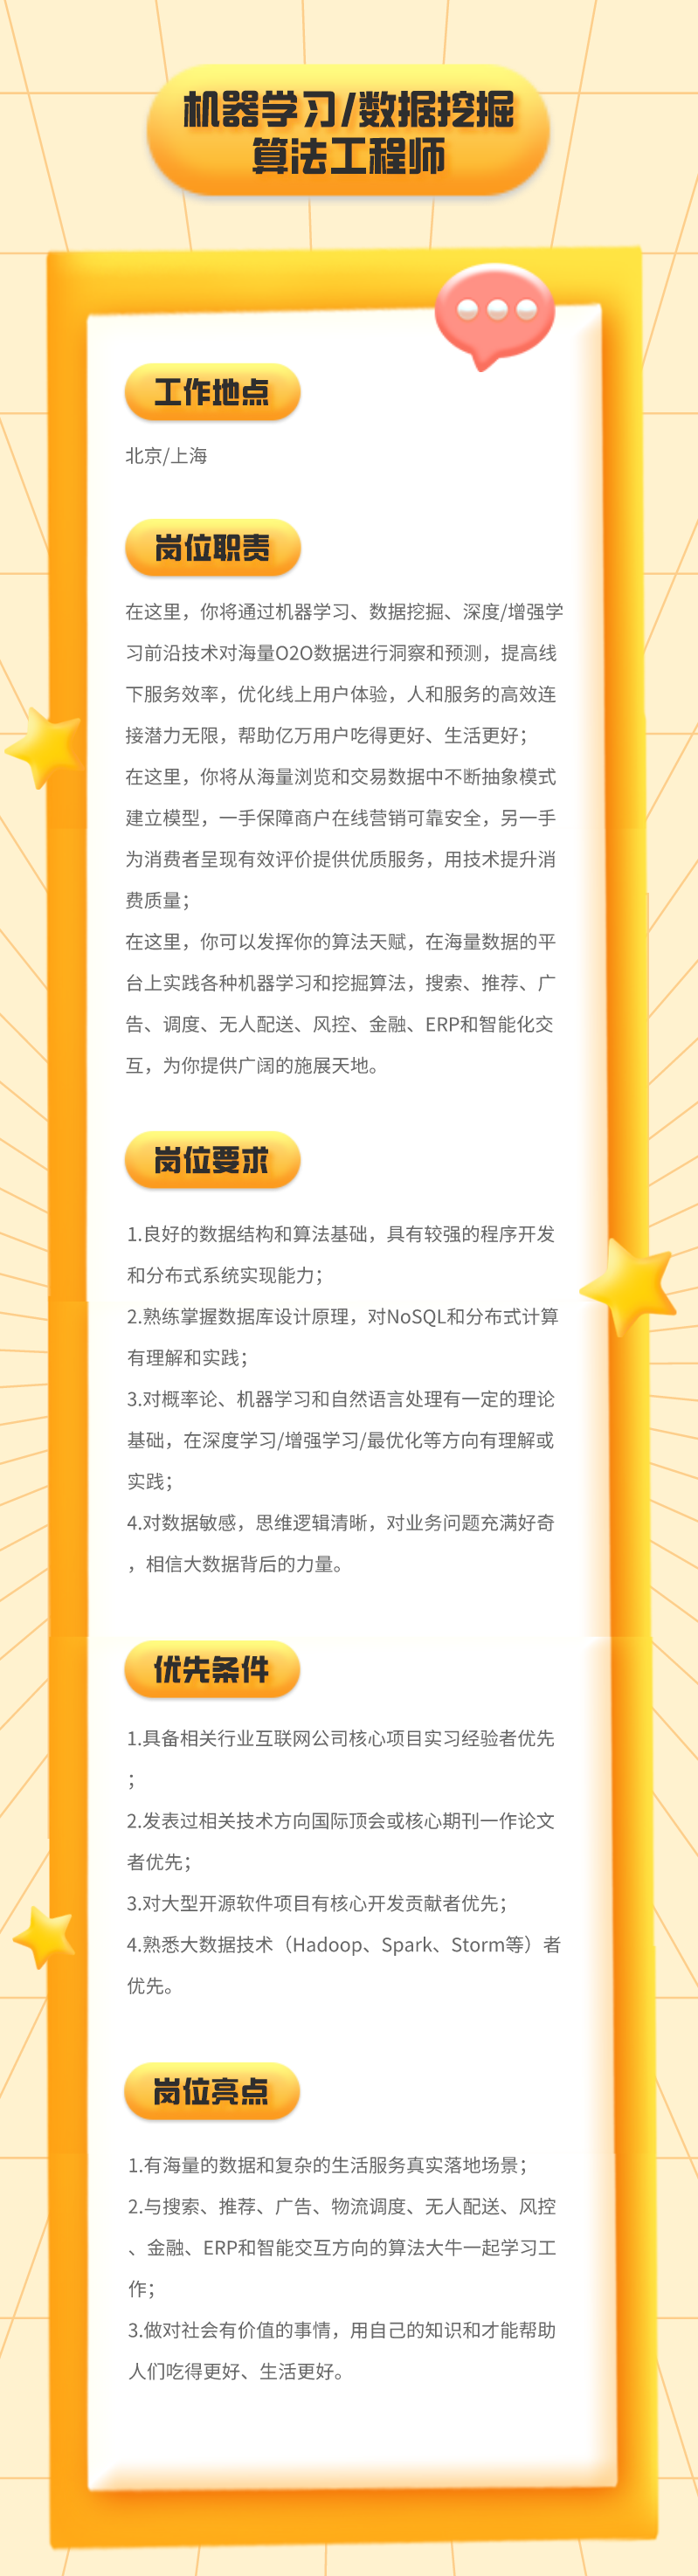 机器学习/数据挖掘
算法工程师
工作地点
北京/上海
岗位职责
在这里，你将通过机器学习、数据挖掘、深度/增强学
习前沿技术对海量O2O数据进行洞察和预测，提高线
下服务效率，优化线上用户体验，人和服务的高效连
接潜力无限，帮助亿万用户吃得更好、生活更好；
在这里，你将从海量浏览和交易数据中不断抽象模式
建立模型，一手保障商户在线营销可靠安全，另一手
为消费者呈现有效评价提供优质服务，用技术提升消
费质量；
在这里，你可以发挥你的算法天赋，在海量数据的平
台上实践各种机器学习和挖掘算法，搜索、推荐、广
告、调度、无人配送、风控、金融、ERP和智能化交
互，为你提供广阔的施展天地。
岗位要求
1.良好的数据结构和算法基础，具有较强的程序开发
和分布式系统实现能力；
2.熟练掌握数据库设计原理，对NoSQL和分布式计算
有理解和实践；
3.对概率论、机器学习和自然语言处理有一定的理论
基础，在深度学习/增强学习/最优化等方向有理解或
实践；
4.对数据敏感，思维逻辑清晰，对业务问题充满好奇
，相信大数据背后的力量。
优先条件
1.具备相关行业互联网公司核心项目实习经验者优先
；
2.发表过相关技术方向国际顶会或核心期刊一作论文
者优先；
3.对大型开源软件项目有核心开发贡献者优先；
4.熟悉大数据技术（Hadoop、Spark、Storm等）者
优先。
岗位亮点
1.有海量的数据和复杂的生活服务真实落地场景；
2.与搜索、推荐、广告、物流调度、无人配送、风控
、金融、ERP和智能交互方向的算法大牛一起学习工
作；
3.做对社会有价值的事情，用自己的知识和才能帮助
人们吃得更好、生活更好。